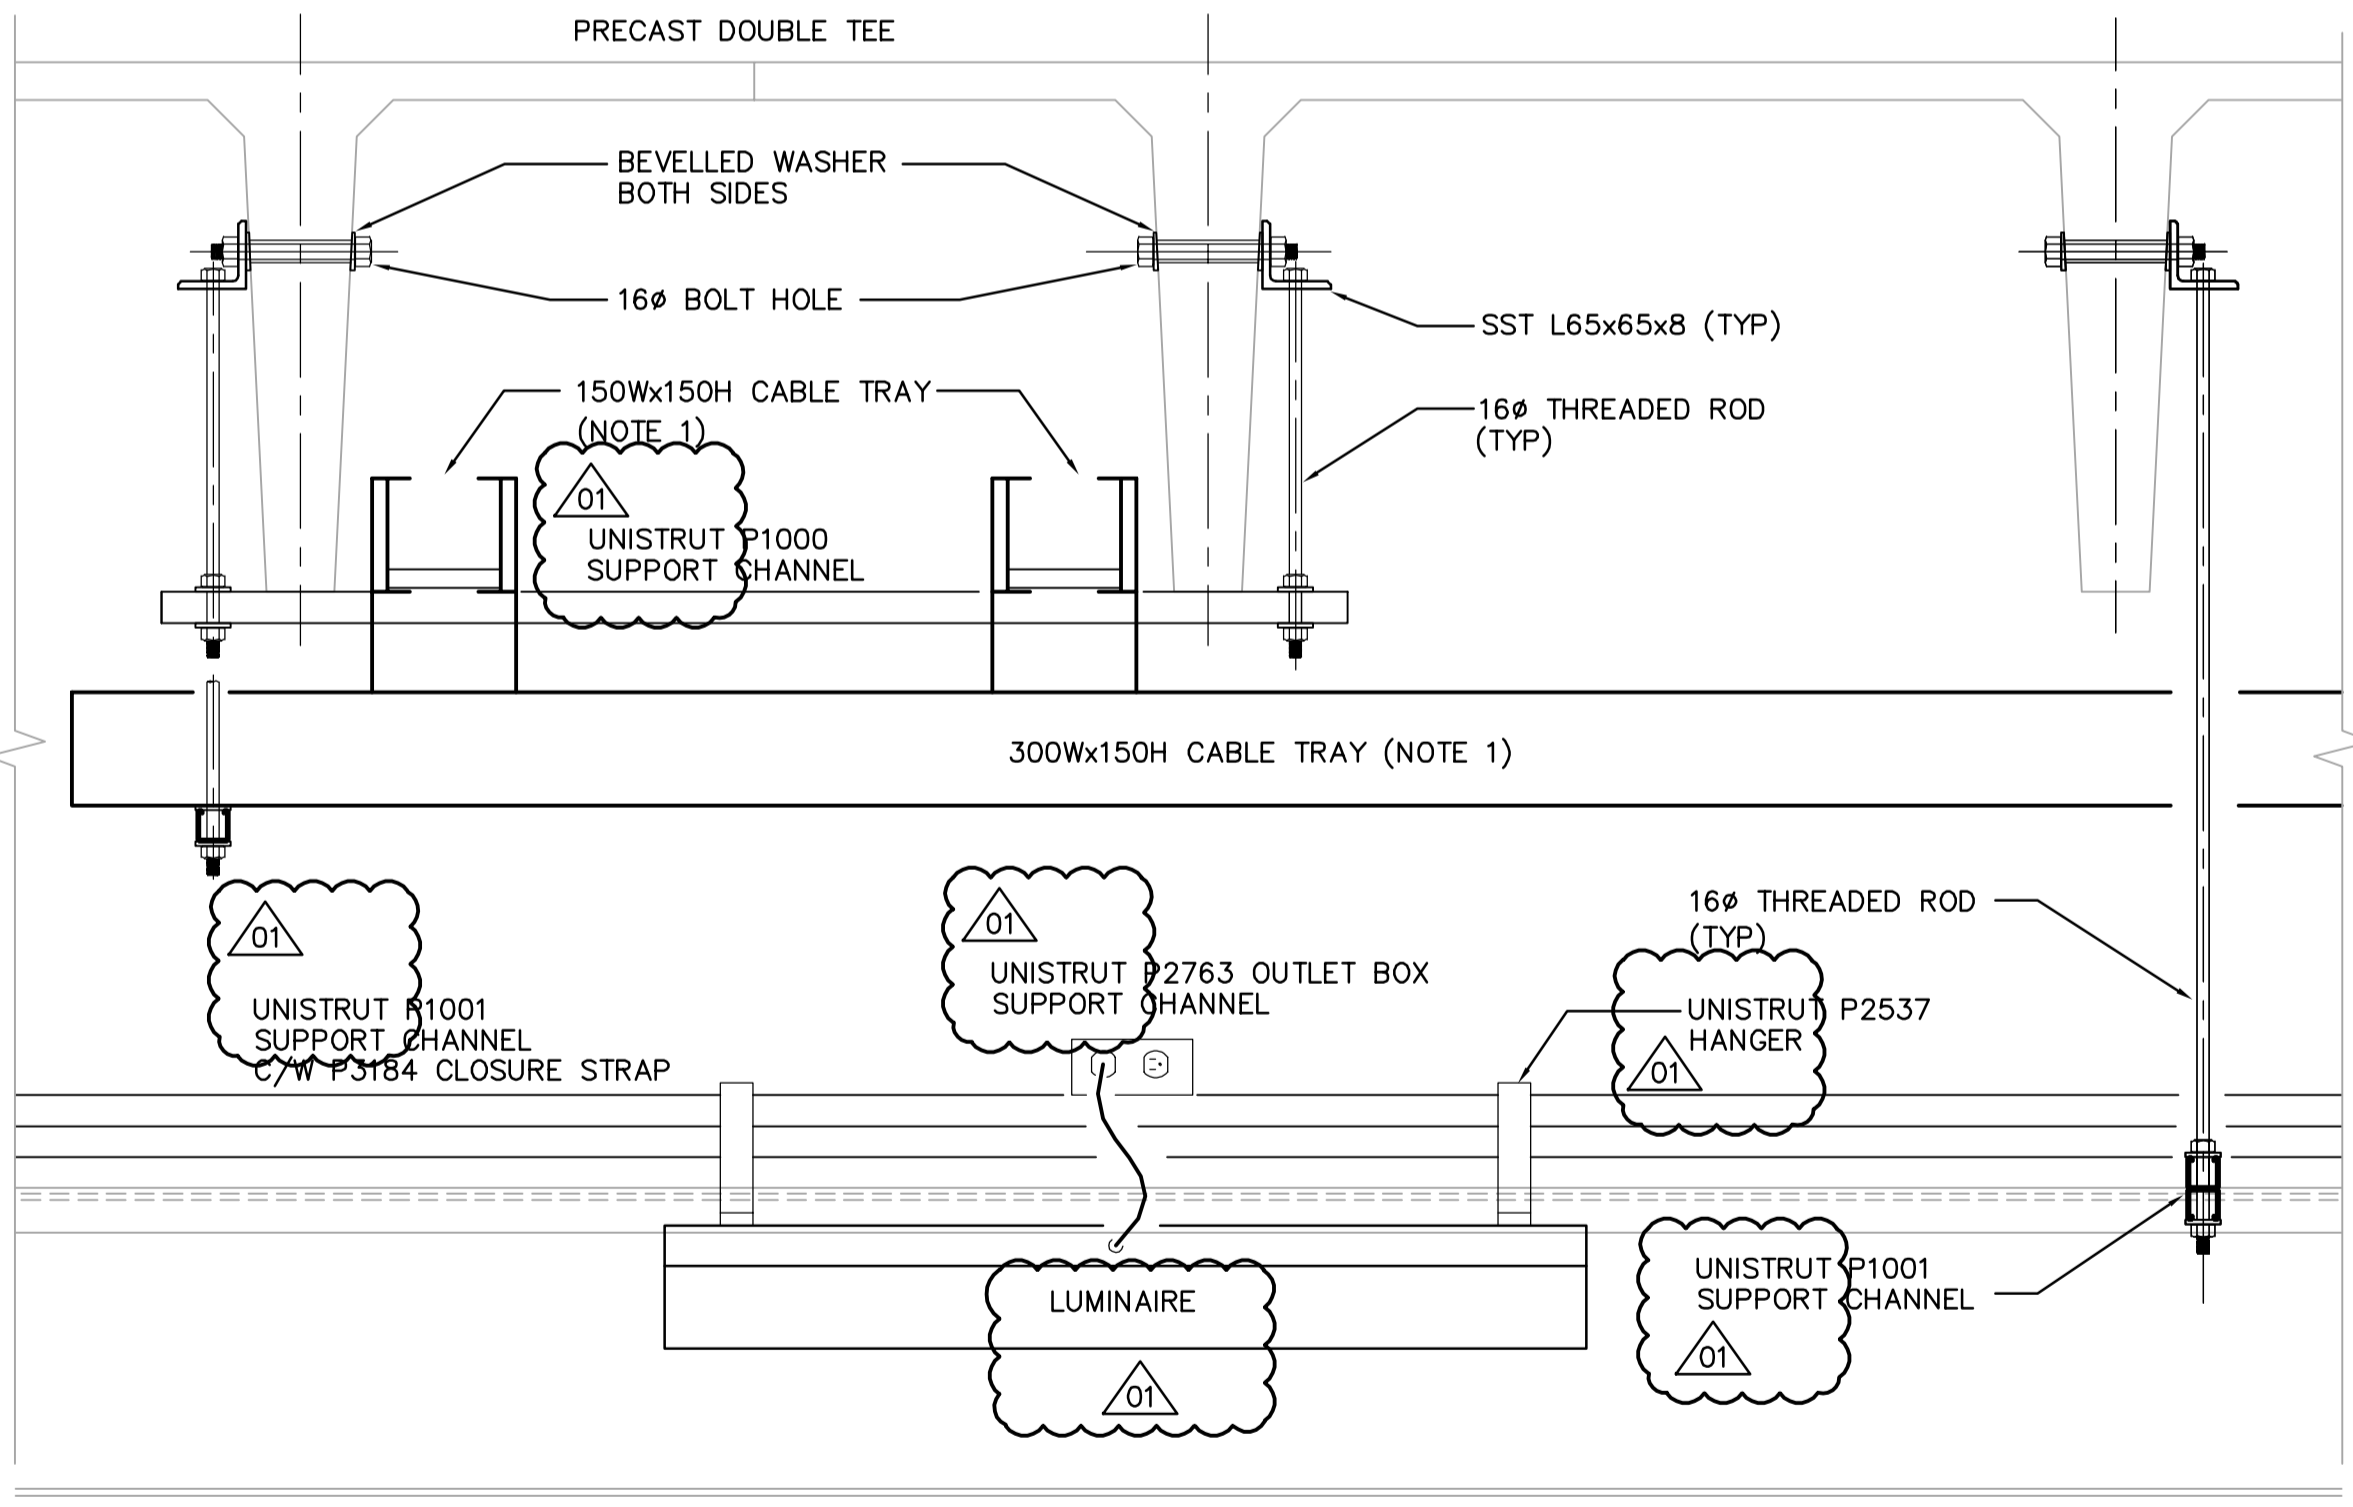 PRECAST DOUBLE TEE
BEVELLED WASHER
BOTH SIDES
16ø BOLT HOLE
SST L65x65x8 (TYP)
150Wx150H CABLE TRAY
(NOTE 1)
16ø THREADED ROD
(TYP)
01
UNISTRUT P1000
SUPPORT CHANNEL
300Wx150H CABLE TRAY (NOTE 1)
01
UNISTRUT P1001
SUPPORT CHANNEL
C/W P3184 CLOSURE STRAP
01
UNISTRUT P2763 OUTLET BOX
SUPPORT CHANNEL
16ø THREADED ROD
(TYP)
UNISTRUT P2537
HANGER
01
UNISTRUT P1001
SUPPORT CHANNEL
01
LUMINAIRE
01